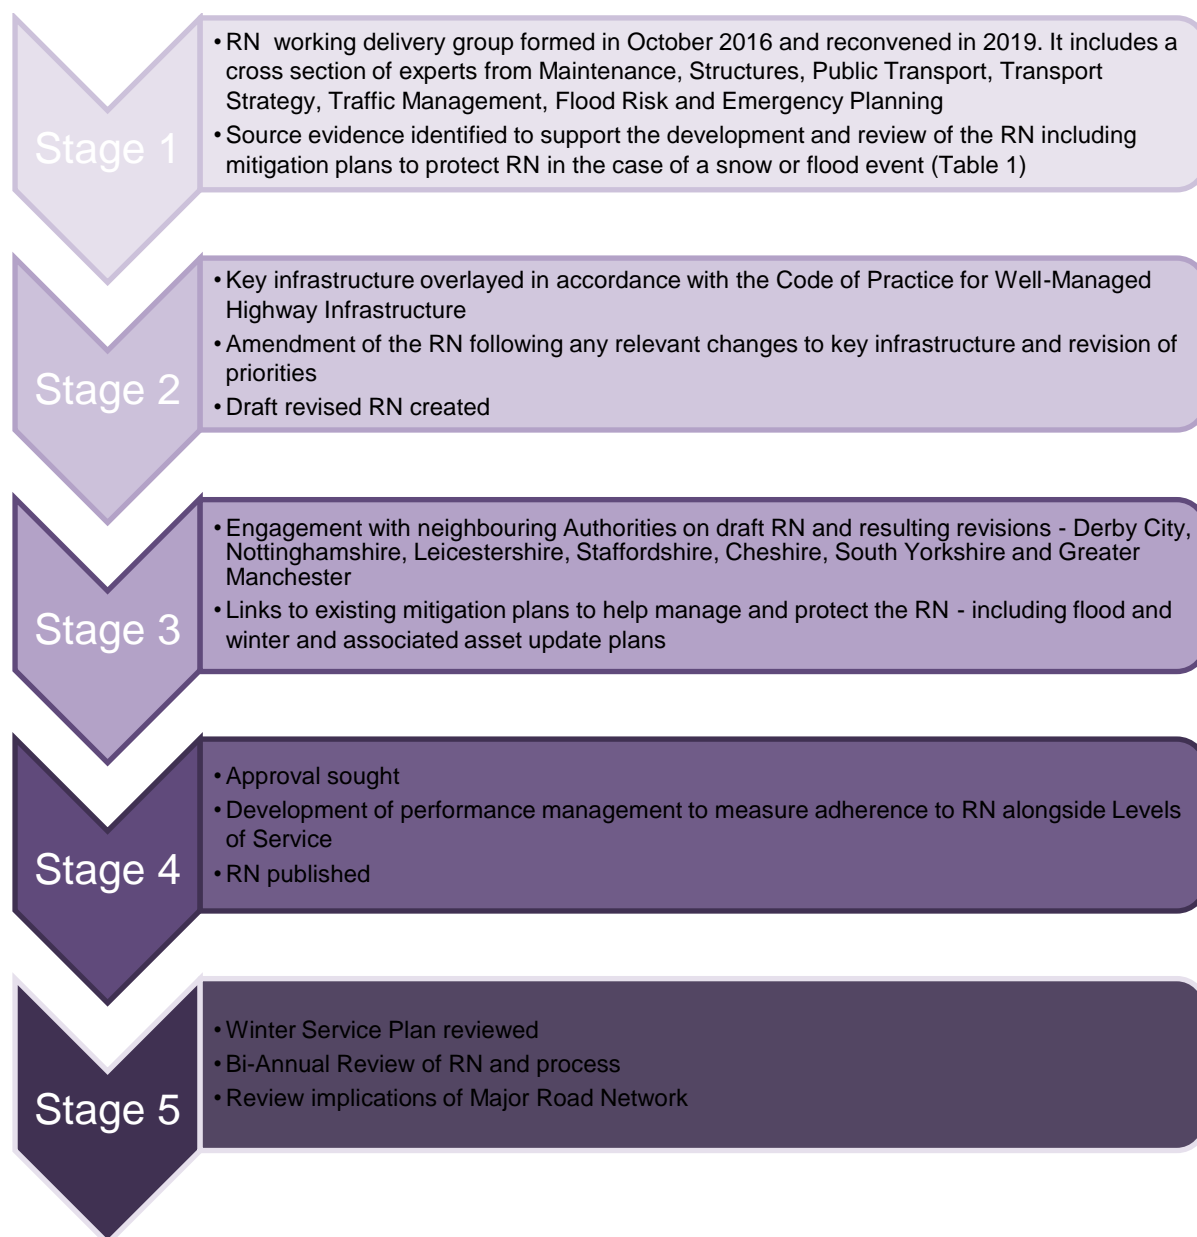 Stage 1
• RN working delivery group formed in October 2016 and reconvened in 2019. It includes a
cross section of experts from Maintenance, Structures, Public Transport, Transport
Strategy, Traffic Management, Flood Risk and Emergency Planning
• Source evidence identified to support the development and review of the RN including
mitigation plans to protect RN in the case of a snow or flood event (Table 1)
Stage 2
• Key infrastructure overlayed in accordance with the Code of Practice for Well-Managed
Highway Infrastructure
• Amendment of the RN following any relevant changes to key infrastructure and revision of
priorities
• Draft revised RN created
Stage 3
• Engagement with neighbouring Authorities on draft RN and resulting revisions - Derby City,
Nottinghamshire, Leicestershire, Staffordshire, Cheshire, South Yorkshire and Greater
Manchester
• Links to existing mitigation plans to help manage and protect the RN - including flood and
winter and associated asset update plans
Stage 4
• Approval sought
• Development of performance management to measure adherence to RN alongside Levels
of Service
• RN published
Stage 5
• Winter Service Plan reviewed
• Bi-Annual Review of RN and process
• Review implications of Major Road Network